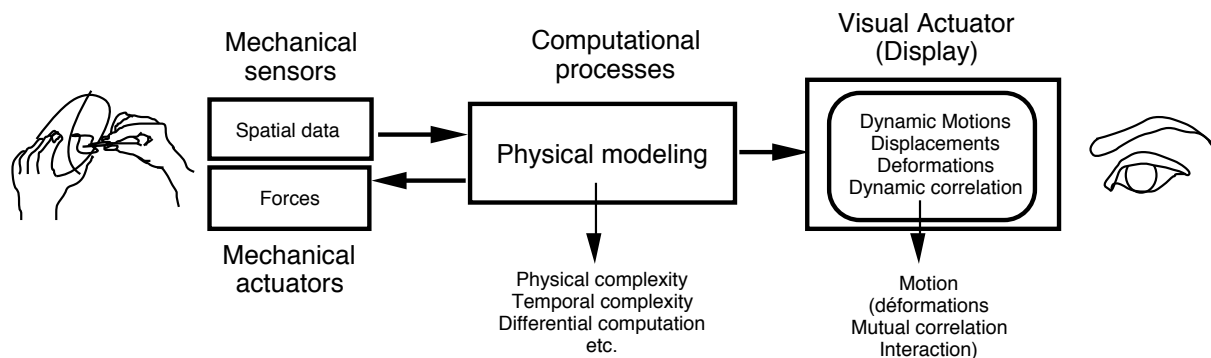 Mechanical
sensors
Spatial data
Forces
Mechanical
actuators
Computational
processes
Physical modeling
Physical complexity
Temporal complexity
Differential computation
etc.
Visual Actuator
(Display)
Dynamic Motions
Displacements
Deformations
Dynamic correlation
Motion
(déformations
Mutual correlation
Interaction)